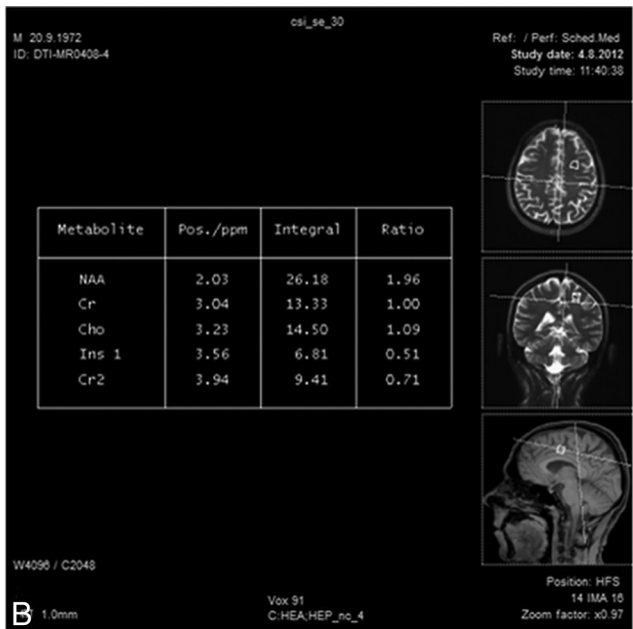 csi_se_30
M 20.9.1972
ID: DTI-MR0408-4
Ref: / Perf: Sched.Med
Study date: 4.8.2012
Study time: 11:40:38
Metabolite Pos./ppm Integral Ratio
NAA 2.03 26.18 1.96
Cr 3.04 13.33 1.00
Cho 3.23 14.50 1.09
Ins 1 3.56 6.81 0.51
Cr2 3.94 9.41 0.71
W4096 / C2048
B 1.0mm
Vox 91
C:HEA;HEP_nc_4
Position: HFS
14 IMA 16
Zoom factor: x0.97